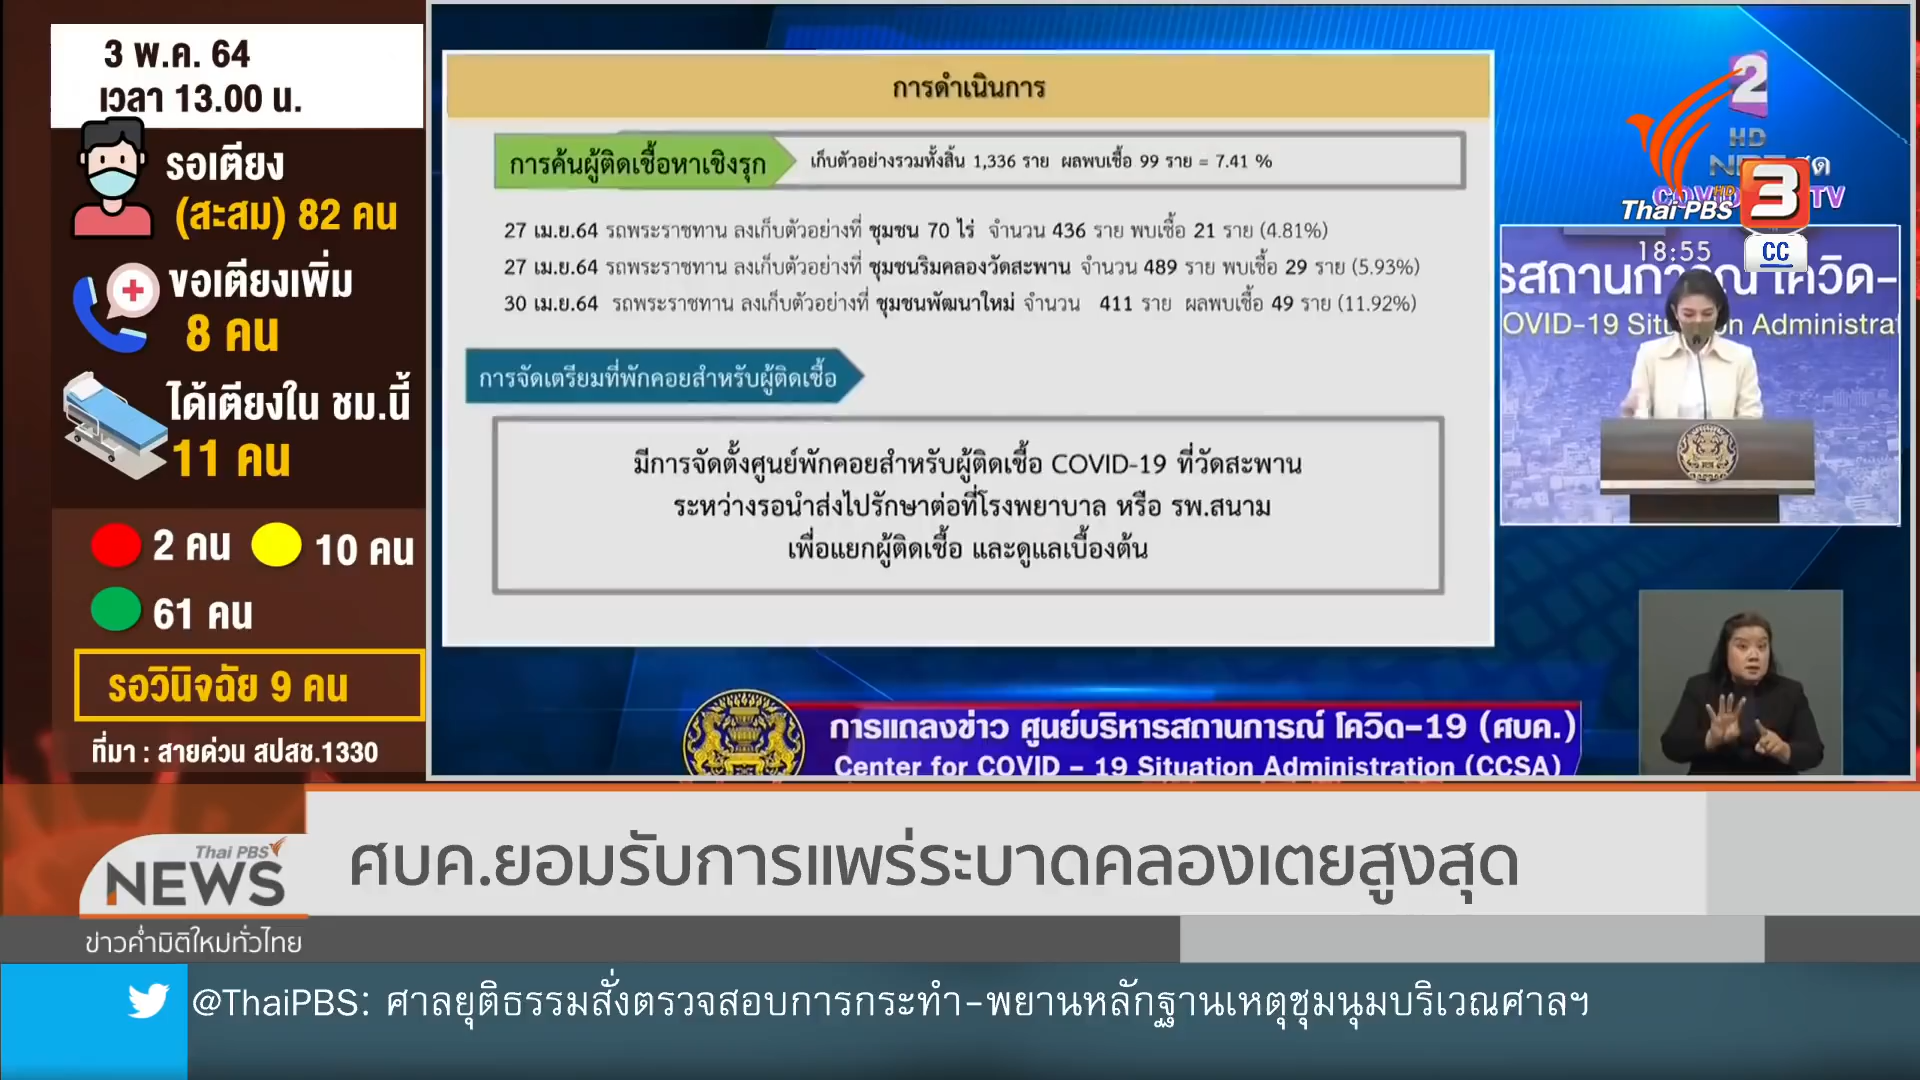 3 พ.ค. 64
เวลา 13.00 น.
รอเตียง
(สะสม) 82 คน
ขอเตียงเพิ่ม
8 คน
ได้เตียงใน ชม.นี้
11 คน
2 คน
10 คน
61 คน
รอวินิจฉัย 9 คน
ที่มา : สายด่วน สปสช.1330
การดำเนินการ
การค้นผู้ติดเชื้อหาเชิงรุก
เก็บตัวอย่างรวมทั้งสิ้น 1,336 ราย ผลพบเชื้อ 99 ราย = 7.41 %
27 เม.ย.64 รถพระราชทาน ลงเก็บตัวอย่างที่ ชุมชน 70 ไร่ จำนวน 436 ราย พบเชื้อ 21 ราย (4.81%)
27 เม.ย.64 รถพระราชทาน ลงเก็บตัวอย่างที่ ชุมชนริมคลองวัดสะพาน จำนวน 489 ราย พบเชื้อ 29 ราย (5.93%)
30 เม.ย.64 รถพระราชทาน ลงเก็บตัวอย่างที่ ชุมชนพัฒนาใหม่ จำนวน 411 ราย ผลพบเชื้อ 49 ราย (11.92%)
การจัดเตรียมที่พักคอยสำหรับผู้ติดเชื้อ
มีการจัดตั้งศูนย์พักคอยสำหรับผู้ติดเชื้อ COVID-19 ที่วัดสะพาน
ระหว่างรอนำส่งไปรักษาต่อที่โรงพยาบาล หรือ รพ.สนาม
เพื่อแยกผู้ติดเชื้อ และดูแลเบื้องต้น
2
HD
Thai PBS HD
3
CC
18:55
OVID-19 Situ n Administra
การแถลงข่าว ศูนย์บริหารสถานการณ์ โควิด-19 (ศบค.)
Center for COVID - 19 Situation Administration (CCSA)
Thai PBS
NEWS
ศบค.ยอมรับการแพร่ระบาดคลองเตยสูงสุด
ข่าวค่ำมิติใหม่ทั่วไทย
@ThaiPBS: ศาลยุติธรรมสั่งตรวจสอบการกระทำ-พยานหลักฐานเหตุชุมนุมบริเวณศาลฯ